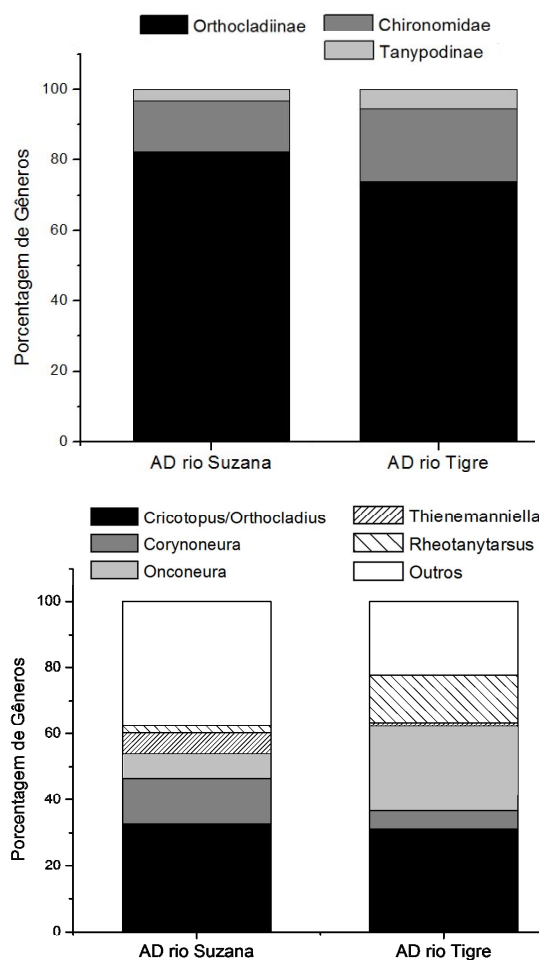 Orthocladiinae Chironomidae
Tanypodinae
100
80
60
40
20
0
Porcentagem de Gêneros
AD rio Suzana AD rio Tigre
Cricotopus/Orthocladius Thienemanniella
Corynoneura Rheotanytarsus
Onconeura Outros
100
80
60
40
20
0
Porcentagem de Gêneros
AD rio Suzana AD rio Tigre